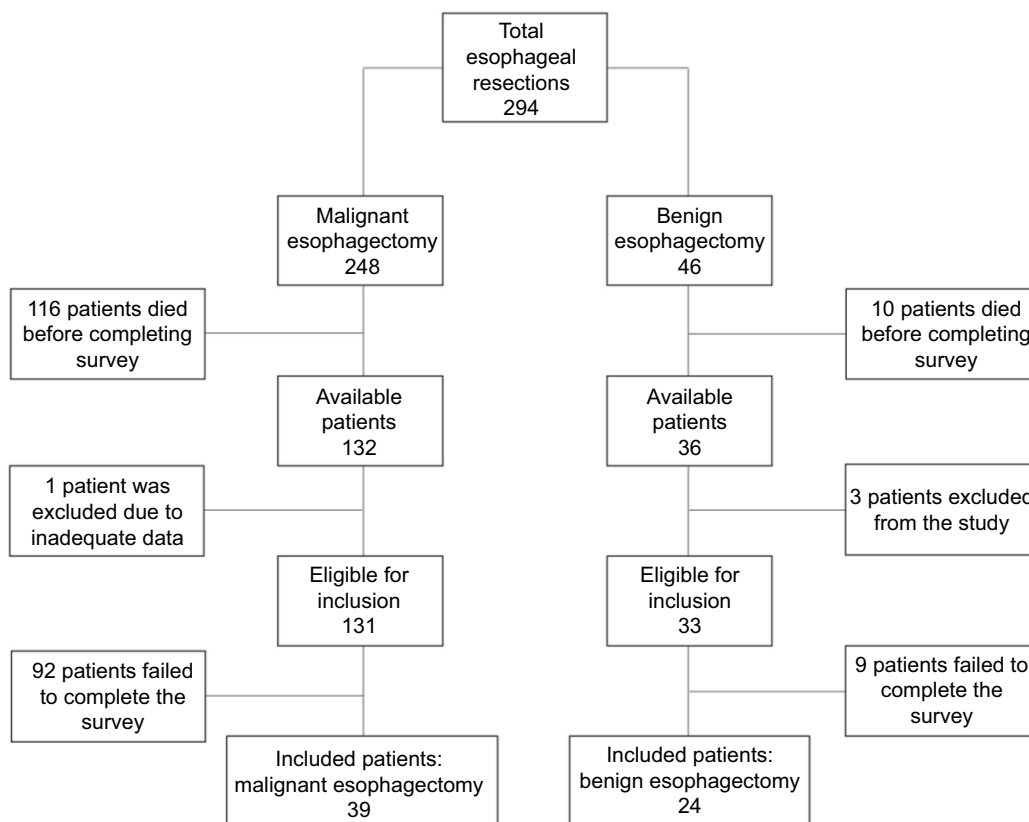 Total
esophageal
resections
294
Malignant
esophagectomy
248
Benign
esophagectomy
46
116 patients died
before completing
survey
10 patients died
before completing
survey
Available
patients
132
Available
patients
36
1 patient was
excluded due to
inadequate data
3 patients excluded
from the study
Eligible for
inclusion
131
Eligible for
inclusion
33
92 patients failed
to complete the
survey
9 patients failed to
complete the
survey
Included patients:
malignant esophagectomy
39
Included patients:
benign esophagectomy
24